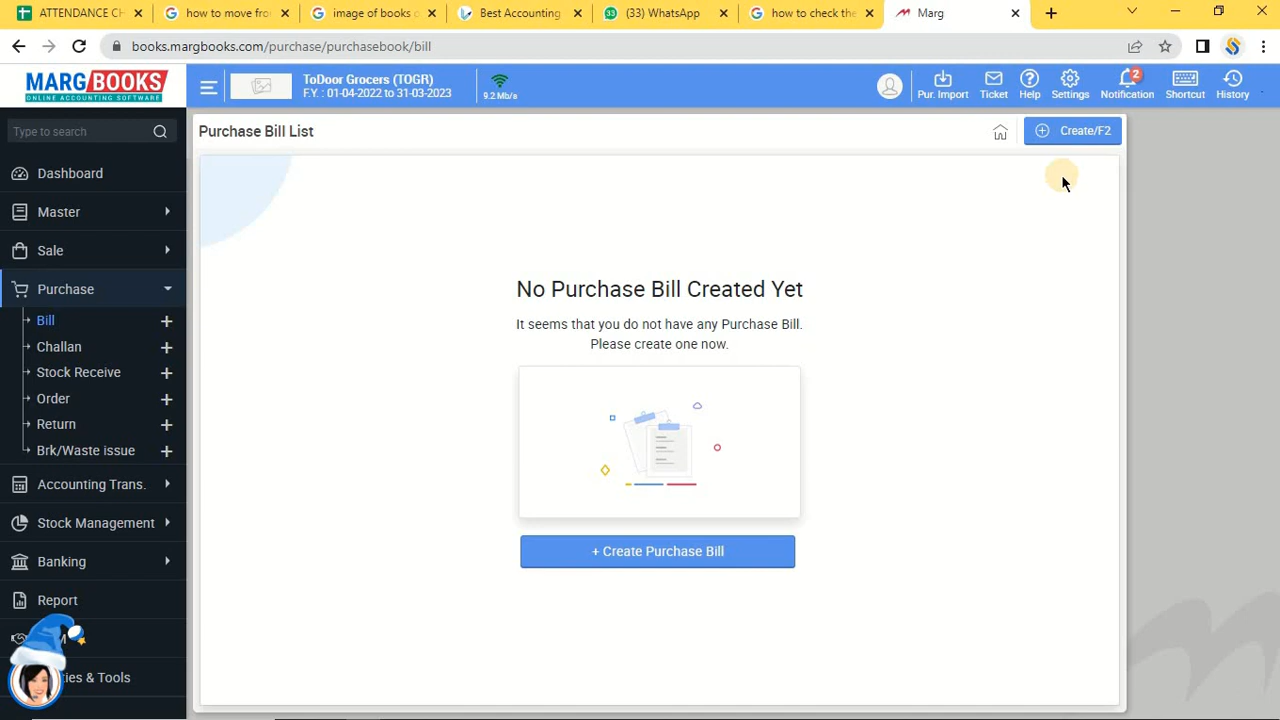 ATTENDANCE CH
how to move fro
image of books o
Best Accounting
(33) WhatsApp
how to check the
Marg
books.margbooks.com/purchase/purchasebook/bill
MARGBOOKS
ONLINE ACCOUNTING SOFTWARE
ToDoor Grocers (TOGR)
F.Y. : 01-04-2022 to 31-03-2023
9.2 Mb/s
Pur. Import
Ticket
Help
Settings
2
Notification
Shortcut
History
Type to search
Purchase Bill List
Create/F2
Dashboard
Master
Sale
Purchase
Bill
Challan
Stock Receive
Order
Return
Brk/Waste issue
Accounting Trans.
Stock Management
Banking
Report
M
ies & Tools
No Purchase Bill Created Yet
It seems that you do not have any Purchase Bill.
Please create one now.
+ Create Purchase Bill